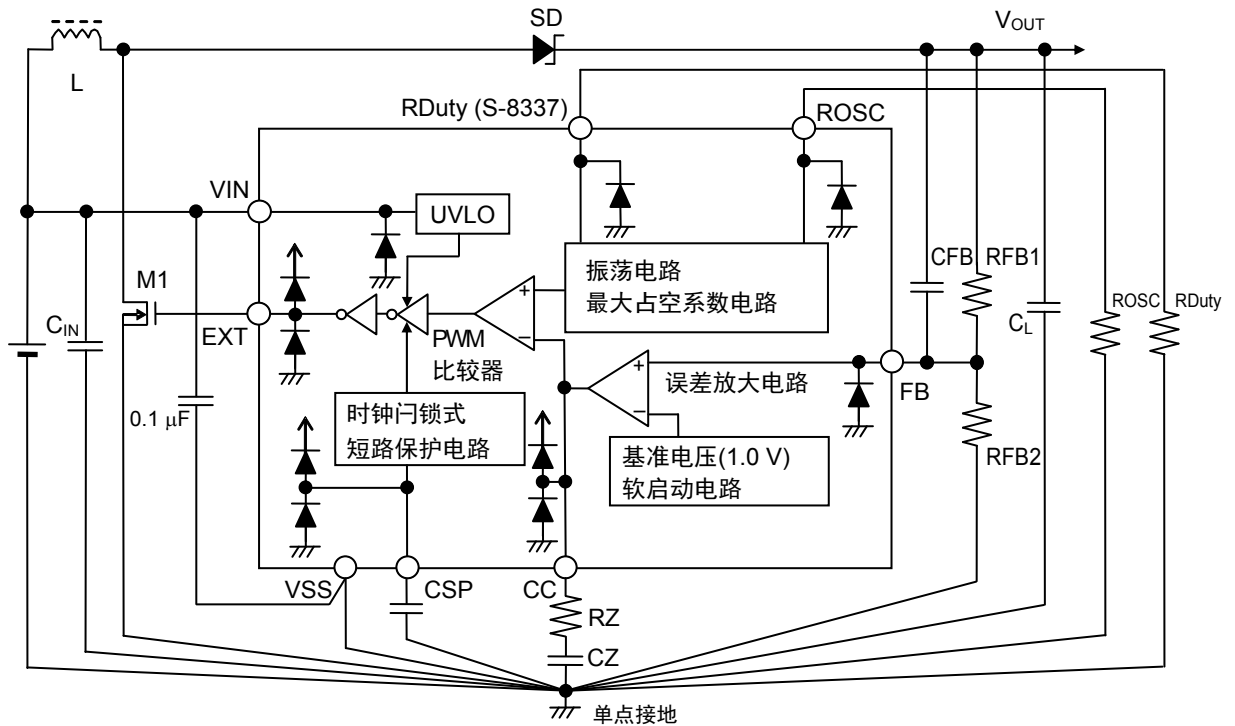 SD
V_OUT
L
RDuty (S-8337)
ROSC
VIN
UVLO
M1
振荡电路
最大占空系数电路
CFB
RFB1
ROSC
RDuty
C_IN
EXT
+
−
PWM
比较器
C_L
误差放大电路
+
−
FB
0.1 μF
时钟闩锁式
短路保护电路
基准电压(1.0 V)
软启动电路
RFB2
VSS
CSP
CC
RZ
CZ
单点接地